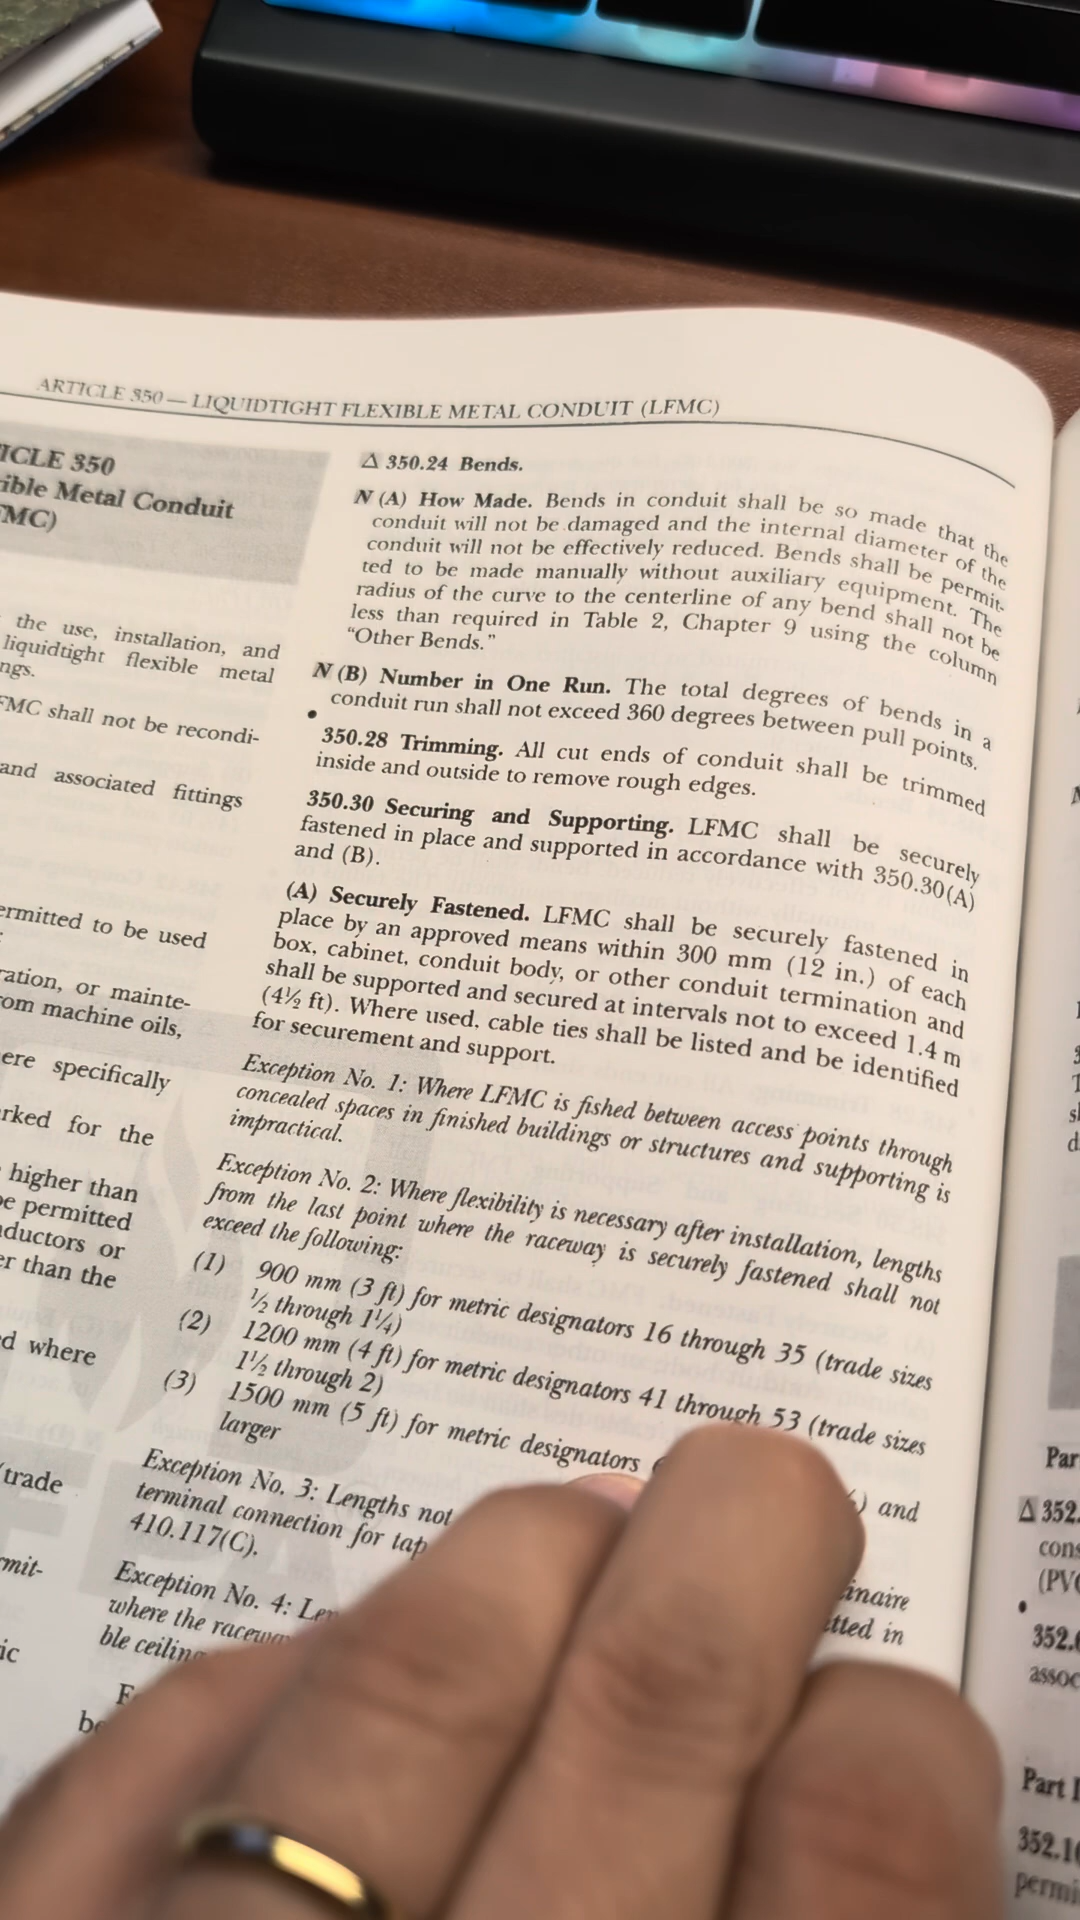 ARTICLE 350 — LIQUIDTIGHT FLEXIBLE METAL CONDUIT (LFMC)
ICLE 350
ible Metal Conduit
FMC)
the use, installation, and
liquidtight flexible metal
ngs.
FMC shall not be recondi-
and associated fittings
ermitted to be used
:
ration, or mainte-
rom machine oils,
ere specifically
rked for the
higher than
be permitted
nductors or
er than the
d where
(trade
rmit-
ic
Δ 350.24 Bends.
N (A) How Made. Bends in conduit shall be so made that the
conduit will not be damaged and the internal diameter of the
conduit will not be effectively reduced. Bends shall be permit-
ted to be made manually without auxiliary equipment. The
radius of the curve to the centerline of any bend shall not be
less than required in Table 2, Chapter 9 using the column
“Other Bends.”
N (B) Number in One Run. The total degrees of bends in a
conduit run shall not exceed 360 degrees between pull points.
•
350.28 Trimming. All cut ends of conduit shall be trimmed
inside and outside to remove rough edges.
350.30 Securing and Supporting. LFMC shall be securely
fastened in place and supported in accordance with 350.30(A)
and (B).
(A) Securely Fastened. LFMC shall be securely fastened in
place by an approved means within 300 mm (12 in.) of each
box, cabinet, conduit body, or other conduit termination and
shall be supported and secured at intervals not to exceed 1.4 m
(4½ ft). Where used, cable ties shall be listed and be identified
for securement and support.
Exception No. 1: Where LFMC is fished between access points through
concealed spaces in finished buildings or structures and supporting is
impractical.
Exception No. 2: Where flexibility is necessary after installation, lengths
from the last point where the raceway is securely fastened shall not
exceed the following:
(1) 900 mm (3 ft) for metric designators 16 through 35 (trade sizes
½ through 1¼)
(2) 1200 mm (4 ft) for metric designators 41 through 53 (trade sizes
1½ through 2)
(3) 1500 mm (5 ft) for metric designators ) and
larger
Exception No. 3: Lengths not
terminal connection for tap
410.117(C).
Exception No. 4: Len inaire
where the raceway tted in
ble ceiling
be
Par
Δ 352.
cons
(PVC
•
352.
assoc
Part I
352.10
permi